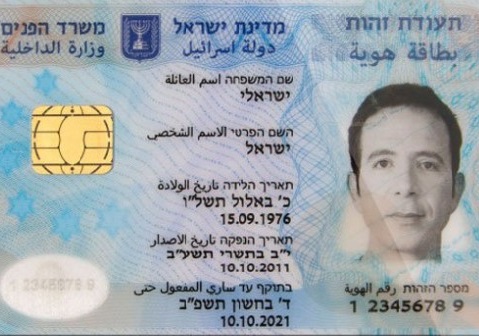 תעודת זהות
بطاقة هوية
מדינת ישראל
دولة اسرائيل
משרד הפנים
وزارة الداخلية
שם המשפחה اسم العائلة
ישראלי
השם הפרטי الاسم الشخصي
ישראל
תאריך הלידה تاريخ الولادة
כ' באלול תשל"ו
15.09.1976
תאריך הנפקה تاريخ الاصدار
י"ב בתשרי תשע"ב
10.10.2011
בתוקף עד ساري المفعول حتى
ד' בחשון תשפ"ב
10.10.2021
מספר הזהות رقم الهوية
1 2345678 9
1 2345678 9